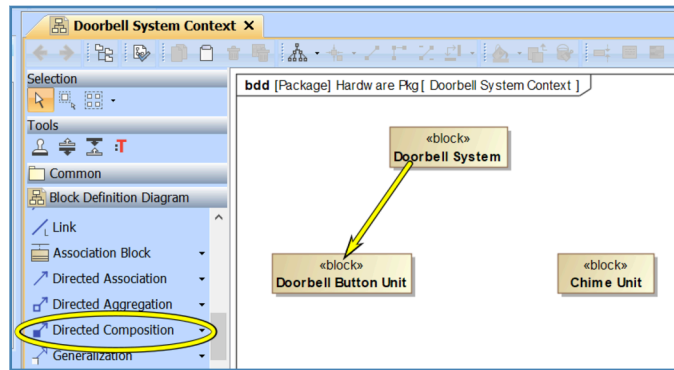 Doorbell System Context ×
Selection
Tools
:T
Common
Block Definition Diagram
Link
Association Block
Directed Association
Directed Aggregation
Directed Composition
Generalization
bdd [Package] Hardware Pkg [ Doorbell System Context ]
«block»
Doorbell System
«block»
Doorbell Button Unit
«block»
Chime Unit